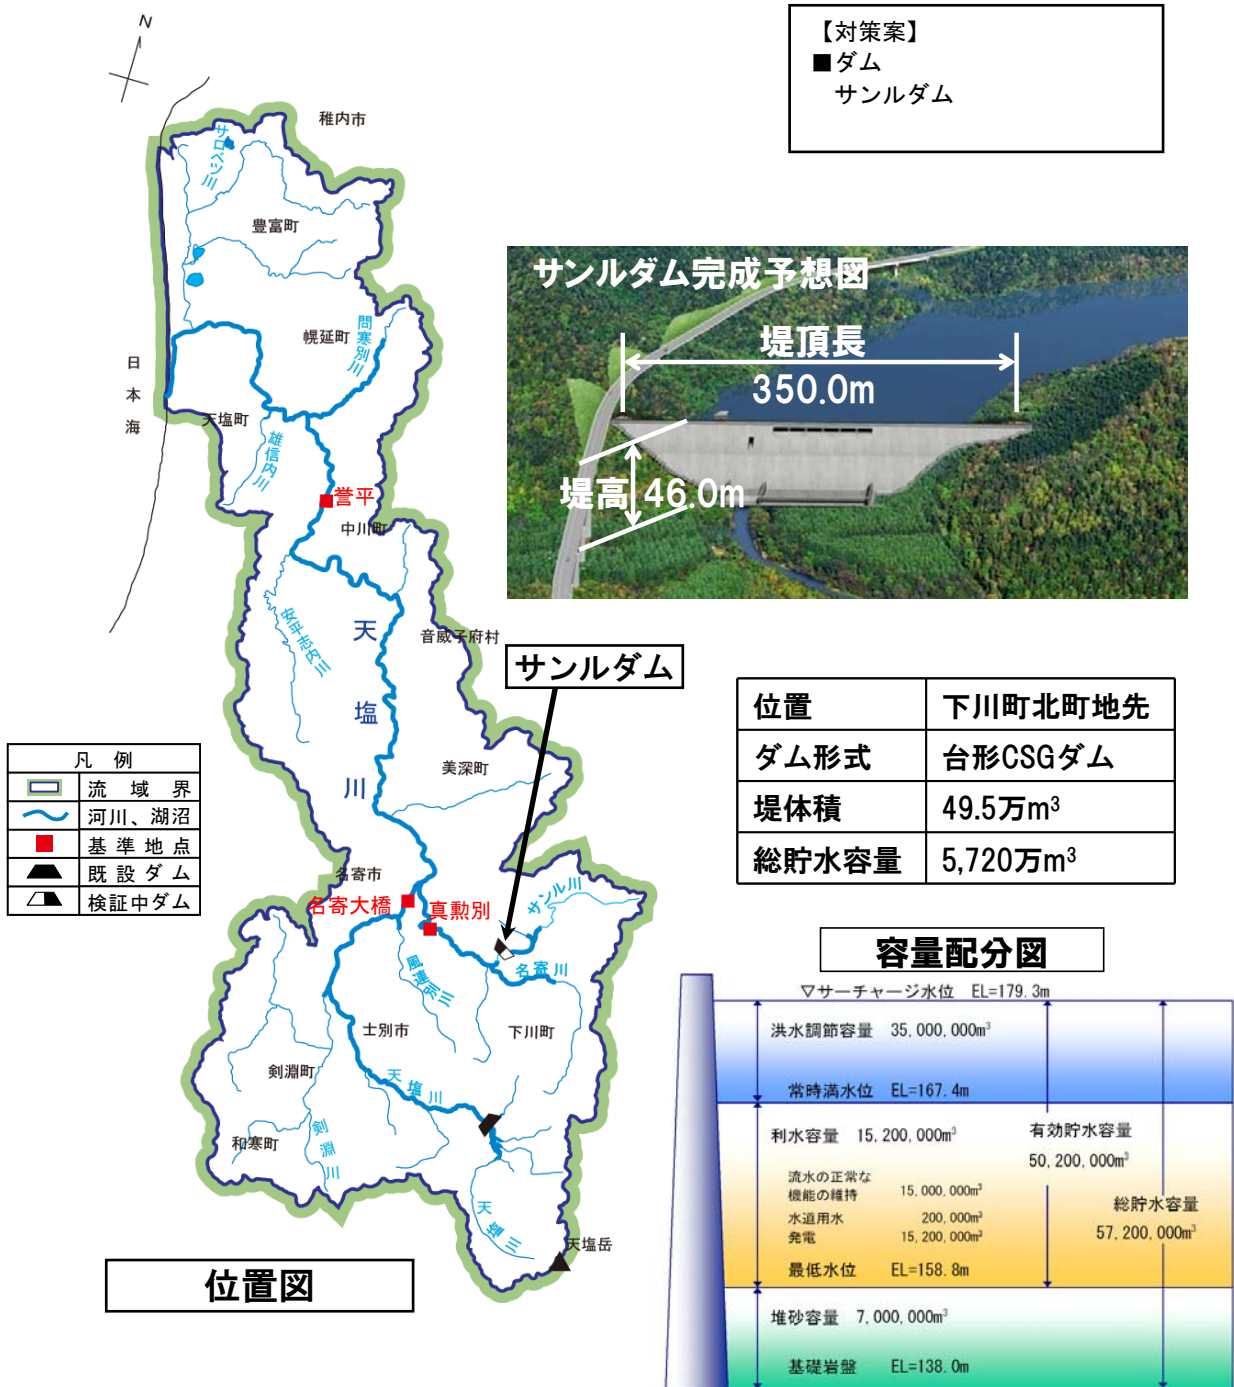 【対策案】
■ダム
サンルダム
N
稚内市
サロベツ川
豊富町
幌延町
問寒別川
日本海
天塩町
雄信内川
誉平
中川町
安平志内川
天塩川
音威子府村
サンルダム
美深町
名寄市
名寄大橋
真勲別
サンル川
名寄川
風連別川
士別市
下川町
剣淵町
天塩川
和寒町
剣淵川
天塩川
天塩岳
位置図
凡 例
流 域 界
河川、湖沼
基 準 地 点
既 設 ダ ム
検証中ダム
サンルダム完成予想図
堤頂長
350.0m
堤高 46.0m
位置 下川町北町地先
ダム形式 台形CSGダム
堤体積 49.5万m³
総貯水容量 5,720万m³
容量配分図
▽サーチャージ水位 EL=179.3m
洪水調節容量 35,000,000m³
常時満水位 EL=167.4m
利水容量 15,200,000m³
有効貯水容量
50,200,000m³
流水の正常な
機能の維持 15,000,000m³
水道用水 200,000m³
発電 15,200,000m³
総貯水容量
57,200,000m³
最低水位 EL=158.8m
堆砂容量 7,000,000m³
基礎岩盤 EL=138.0m